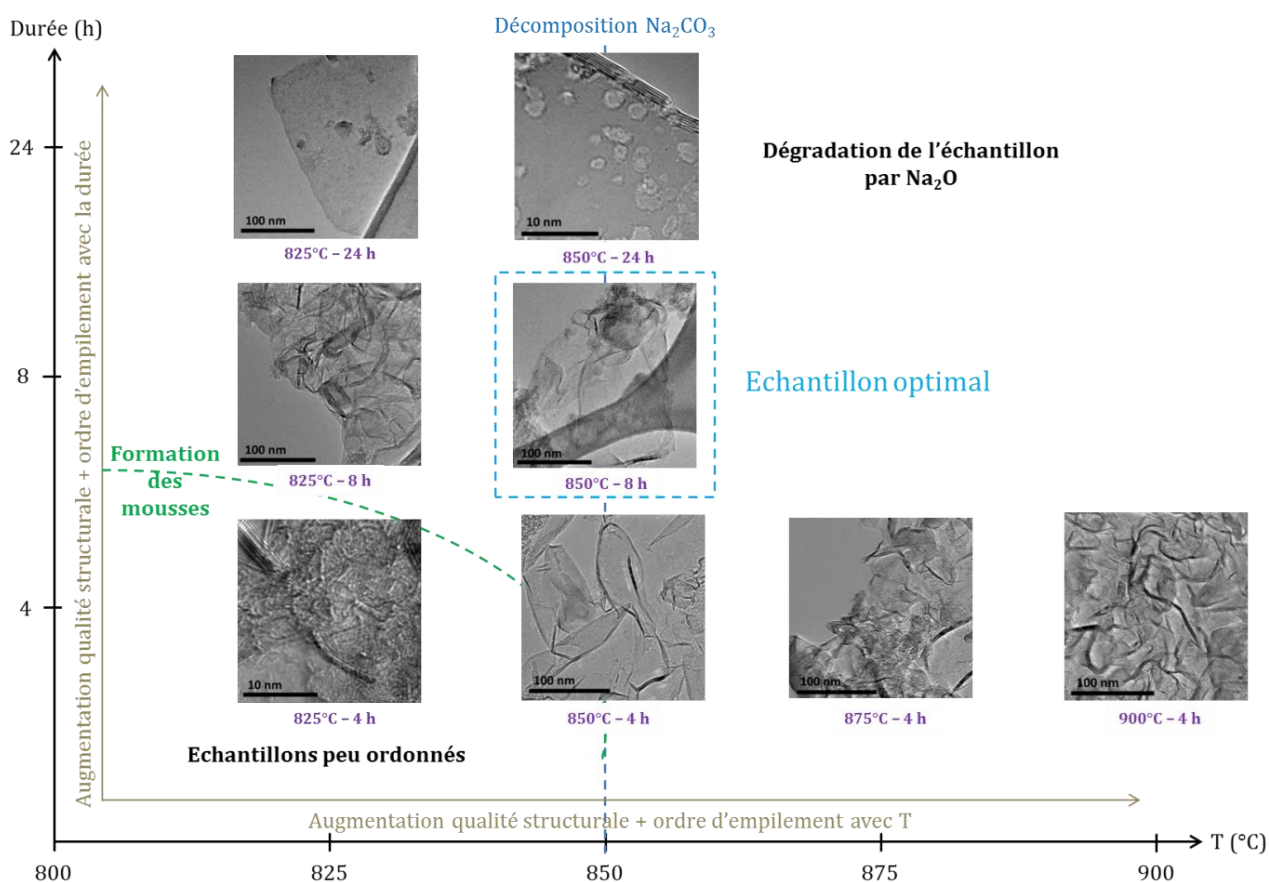 Durée (h)
Décomposition Na₂CO₃
24
Augmentation qualité structurale + ordre d'empilement avec la durée
100 nm
825°C – 24 h
10 nm
850°C – 24 h
Dégradation de l'échantillon
par Na₂O
8
100 nm
825°C – 8 h
100 nm
850°C – 8 h
Echantillon optimal
Formation
des
mousses
4
10 nm
825°C – 4 h
100 nm
850°C – 4 h
100 nm
875°C – 4 h
100 nm
900°C – 4 h
Echantillons peu ordonnés
Augmentation qualité structurale + ordre d'empilement avec T
T (°C)
800
825
850
875
900